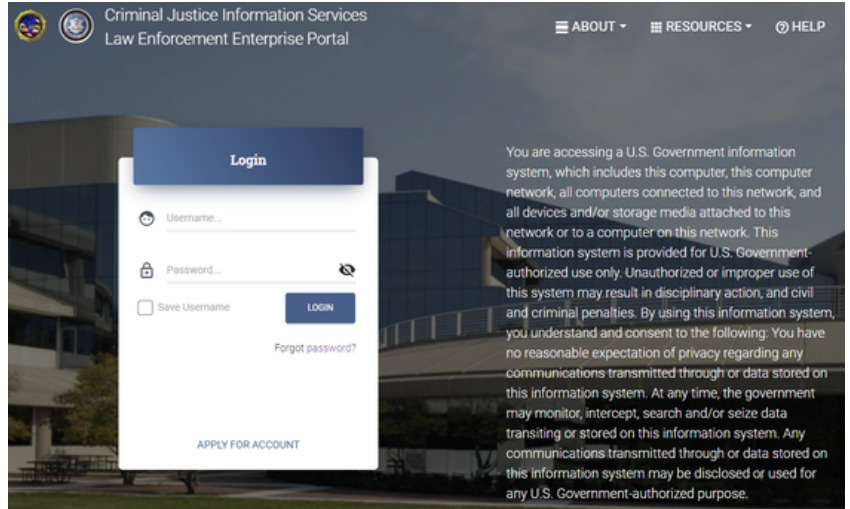 Criminal Justice Information Services
Law Enforcement Enterprise Portal
ABOUT
RESOURCES
HELP
Login
Username...
Password...
Save Username
LOGIN
Forgot password?
APPLY FOR ACCOUNT
You are accessing a U.S. Government information
system, which includes this computer, this computer
network, all computers connected to this network, and
all devices and/or storage media attached to this
network or to a computer on this network. This
information system is provided for U.S. Government-
authorized use only. Unauthorized or improper use of
this system may result in disciplinary action, and civil
and criminal penalties. By using this information system,
you understand and consent to the following: You have
no reasonable expectation of privacy regarding any
communications transmitted through or data stored on
this information system. At any time, the government
may monitor, intercept, search and/or seize data
transiting or stored on this information system. Any
communications transmitted through or data stored on
this information system may be disclosed or used for
any U.S. Government-authorized purpose.